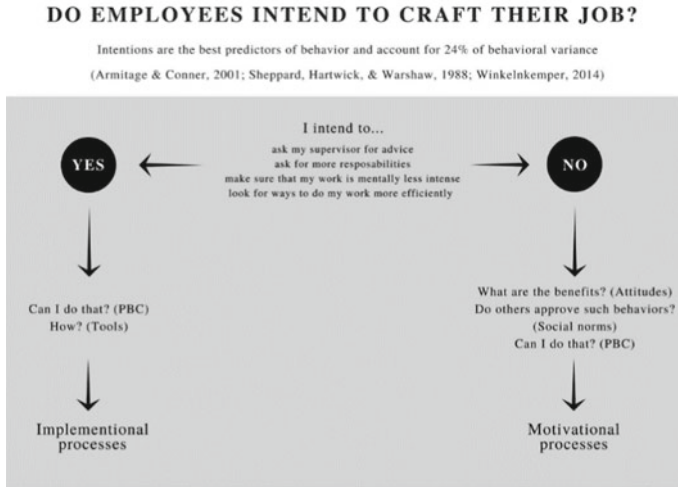 DO EMPLOYEES INTEND TO CRAFT THEIR JOB?
Intentions are the best predictors of behavior and account for 24% of behavioral variance
(Armitage & Conner, 2001; Sheppard, Hartwick, & Warshaw, 1988; Winkelnkemper, 2014)
I intend to...
ask my supervisor for advice
ask for more resposabilities
make sure that my work is mentally less intense
look for ways to do my work more efficiently
YES
NO
Can I do that? (PBC)
How? (Tools)
What are the benefits? (Attitudes)
Do others approve such behaviors?
(Social norms)
Can I do that? (PBC)
Implementional
processes
Motivational
processes